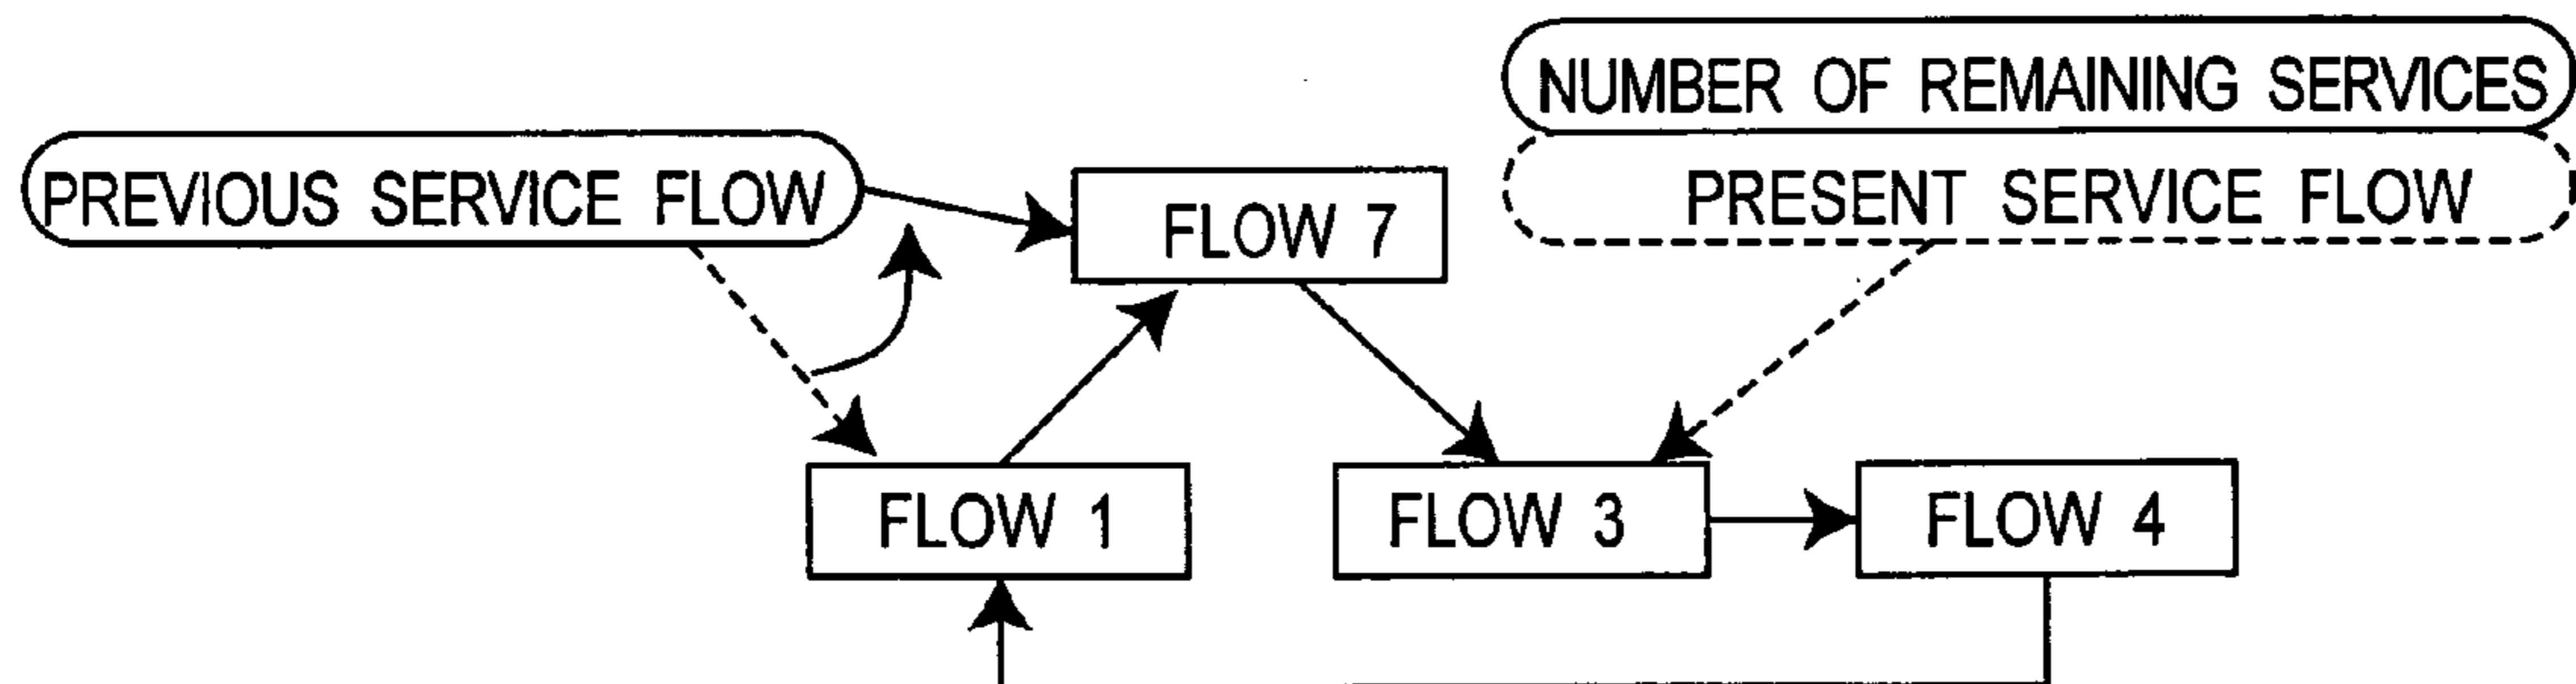 NUMBER OF REMAINING SERVICES
PREVIOUS SERVICE FLOW
FLOW 7
PRESENT SERVICE FLOW
FLOW 1
FLOW 3
FLOW 4